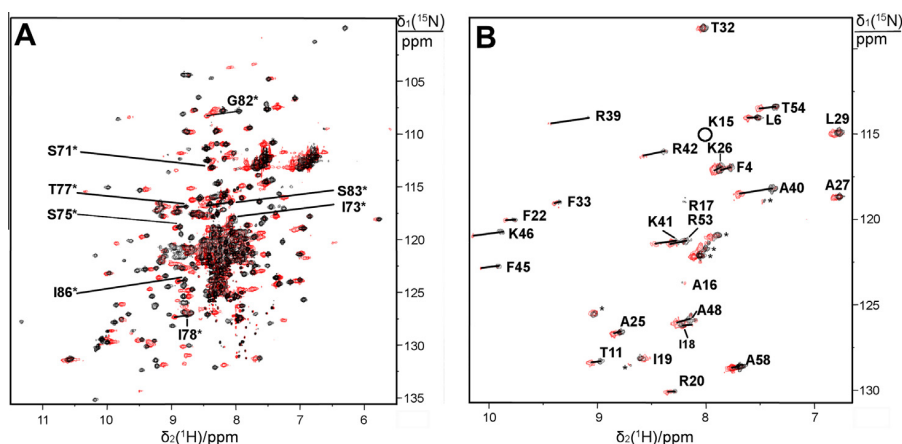 A
δ₁(¹⁵N)
ppm
G82*
S71*
T77*
S75*
S83*
I73*
I86*
I78*
105
110
115
120
125
130
135
11
10
9
8
7
6
δ₂(¹H)/ppm
B
δ₁(¹⁵N)
ppm
T32
R39
K15
T54
L6
L29
R42
K26
F4
A40
A27
F33
R17
F22
K41
R53
K46
*
*
*
*
F45
A16
*
A48
A25
I18
T11
I19
*
A58
R20
115
120
125
130
10
9
8
7
δ₂(¹H)/ppm